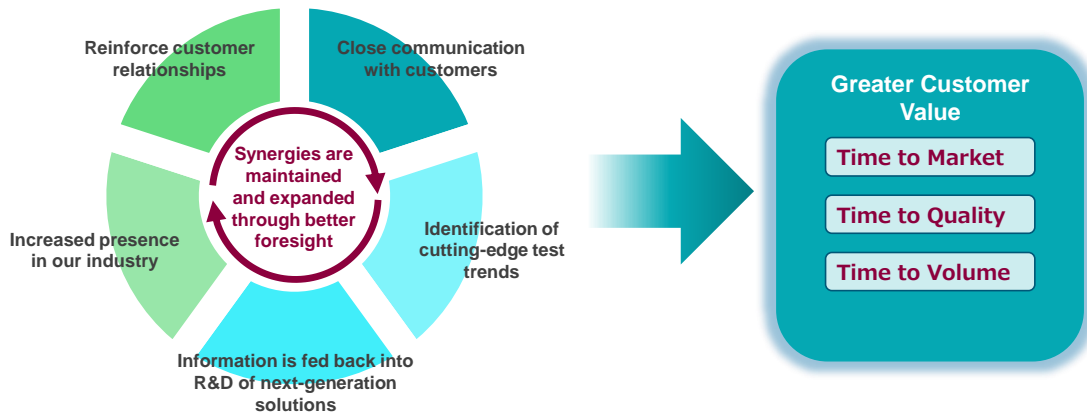 Reinforce customer
relationships
Close communication
with customers
Synergies are
maintained
and expanded
through better
foresight
Increased presence
in our industry
Identification of
cutting-edge test
trends
Information is fed back into
R&D of next-generation
solutions
Greater Customer
Value
Time to Market
Time to Quality
Time to Volume